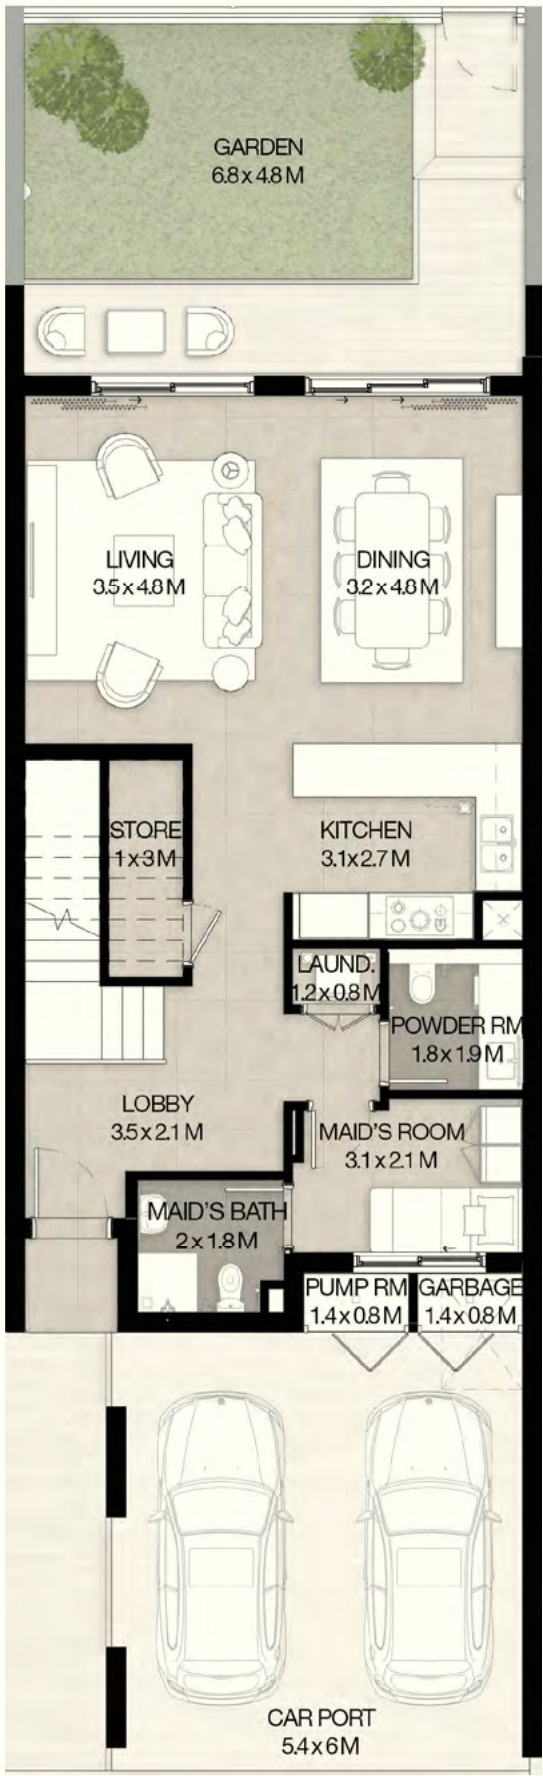 GARDEN
6.8 x 4.8 M
LIVING
3.5 x 4.8 M
DINING
3.2 x 4.8 M
STORE
1 x 3 M
KITCHEN
3.1 x 2.7 M
LAUND.
1.2 x 0.8 M
POWDER RM
1.8 x 1.9 M
LOBBY
3.5 x 2.1 M
MAID'S ROOM
3.1 x 2.1 M
MAID'S BATH
2 x 1.8 M
PUMP RM
1.4 x 0.8 M
GARBAGE
1.4 x 0.8 M
CAR PORT
5.4 x 6 M